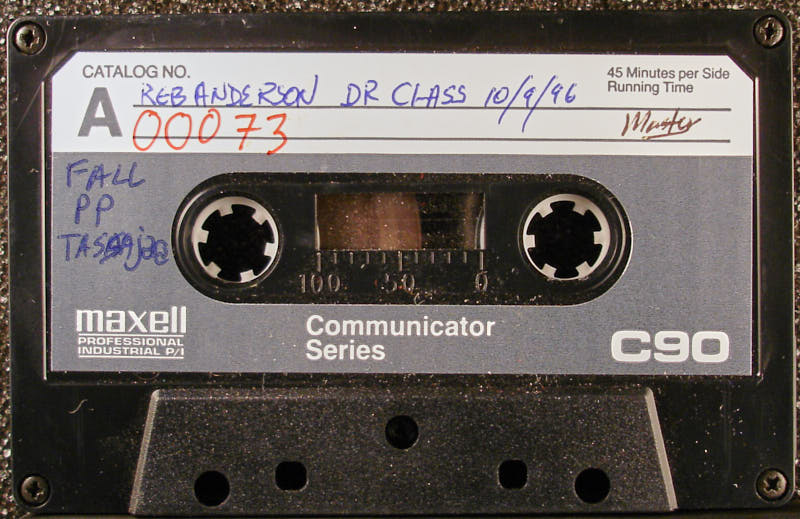 CATALOG NO.
45 Minutes per Side
Running Time
A
REB ANDERSON DR CLASS 10/9/96
00073
Master
FALL
PP
100 50 0
maxell
PROFESSIONAL
INDUSTRIAL P/I
Communicator
Series
C90